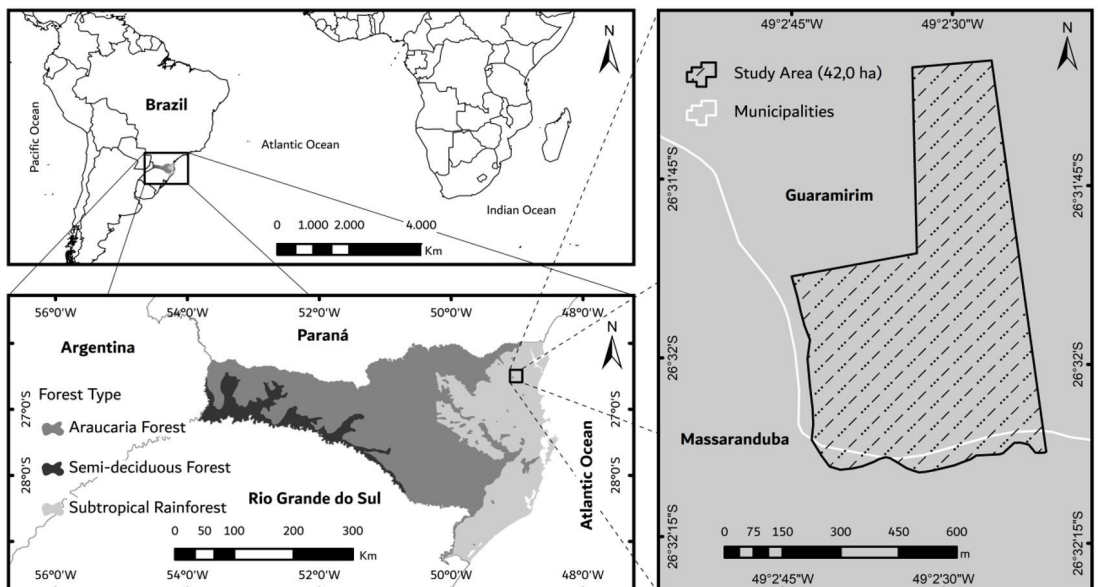 N
Brazil
Pacific Ocean
Atlantic Ocean
Indian Ocean
0 1.000 2.000 4.000
Km
56°0'W 54°0'W 52°0'W 50°0'W 48°0'W
N
Argentina
Paraná
Forest Type
Araucaria Forest
Semi-deciduous Forest
Subtropical Rainforest
Rio Grande do Sul
Atlantic Ocean
27°0'S
28°0'S
27°0'S
28°0'S
0 50 100 200 300
Km
56°0'W 54°0'W 52°0'W 50°0'W 48°0'W
49°2'45"W 49°2'30"W
N
Study Area (42,0 ha)
Municipalities
Guaramirim
Massaranduba
26°31'45"S
26°32'S
26°32'15"S
26°31'45"S
26°32'S
26°32'15"S
0 75 150 300 450 600
m
49°2'45"W 49°2'30"W